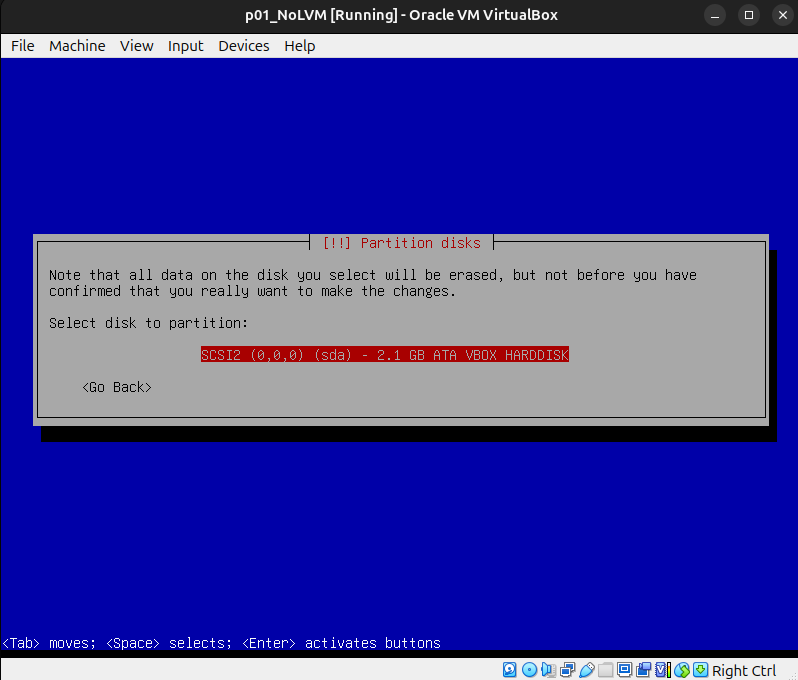 p01_NoLVM [Running] - Oracle VM VirtualBox
File Machine View Input Devices Help
[!!] Partition disks
Note that all data on the disk you select will be erased, but not before you have
confirmed that you really want to make the changes.
Select disk to partition:
SCSI2 (0,0,0) (sda) - 2.1 GB ATA VBOX HARDDISK
<Go Back>
<Tab> moves; <Space> selects; <Enter> activates buttons
Right Ctrl